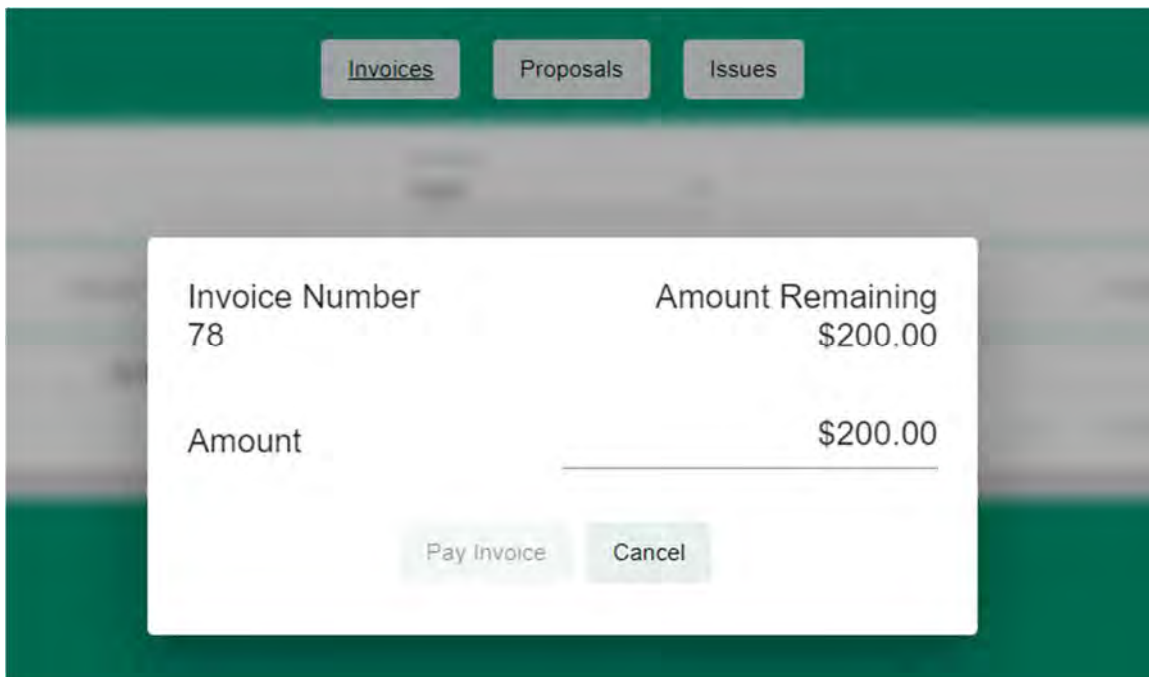 Invoices Proposals Issues
Invoice Number Amount Remaining
78 $200.00
Amount $200.00
Pay Invoice Cancel